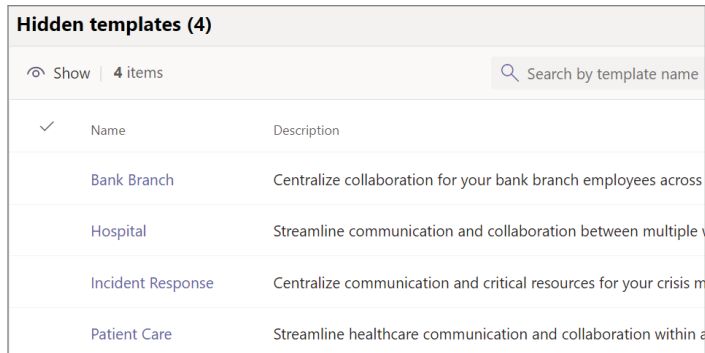 Hidden templates (4)
Show | 4 items
Search by template name
Name Description
Bank Branch Centralize collaboration for your bank branch employees across
Hospital Streamline communication and collaboration between multiple
Incident Response Centralize communication and critical resources for your crisis
Patient Care Streamline healthcare communication and collaboration within